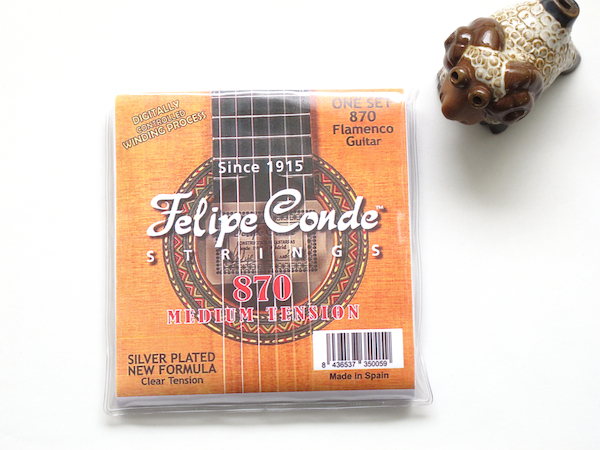 DIGITALLY
CONTROLLED
WINDING PROCESS
ONE SET
870
Flamenco
Guitar
Since 1915
Felipe Conde™
STRINGS
870
MEDIUM TENSION
SILVER PLATED
NEW FORMULA
Clear Tension
8 436537 350059
Made In Spain